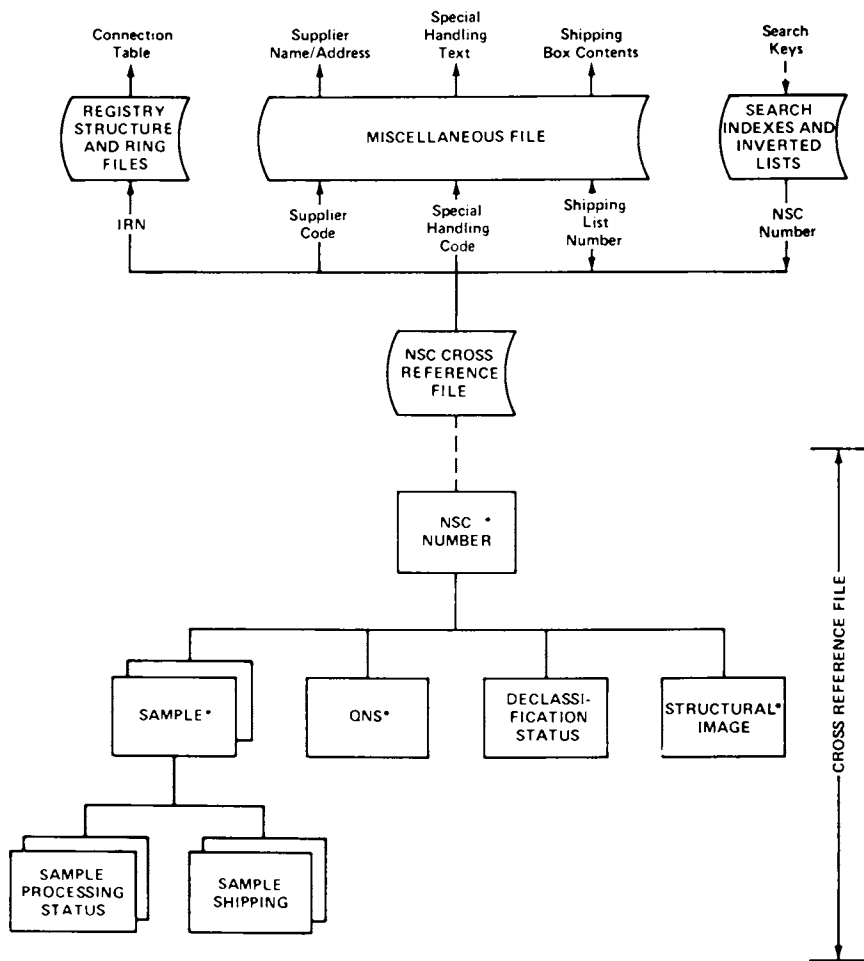 Connection
Table
Supplier
Name/Address
Special
Handling
Text
Shipping
Box Contents
Search
Keys
REGISTRY
STRUCTURE
AND RING
FILES
MISCELLANEOUS FILE
SEARCH
INDEXES AND
INVERTED
LISTS
IRN
Supplier
Code
Special
Handling
Code
Shipping
List
Number
NSC
Number
NSC CROSS
REFERENCE
FILE
NSC *
NUMBER
SAMPLE*
QNS*
DECLASSI-
FICATION
STATUS
STRUCTURAL*
IMAGE
SAMPLE
PROCESSING
STATUS
SAMPLE
SHIPPING
CROSS REFERENCE FILE